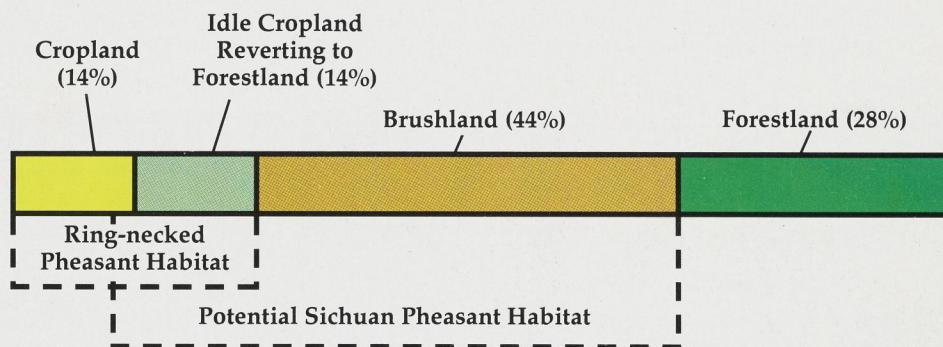 Cropland
(14%)
Idle Cropland
Reverting to
Forestland (14%)
Brushland (44%)
Forestland (28%)
Ring-necked
Pheasant Habitat
Potential Sichuan Pheasant Habitat